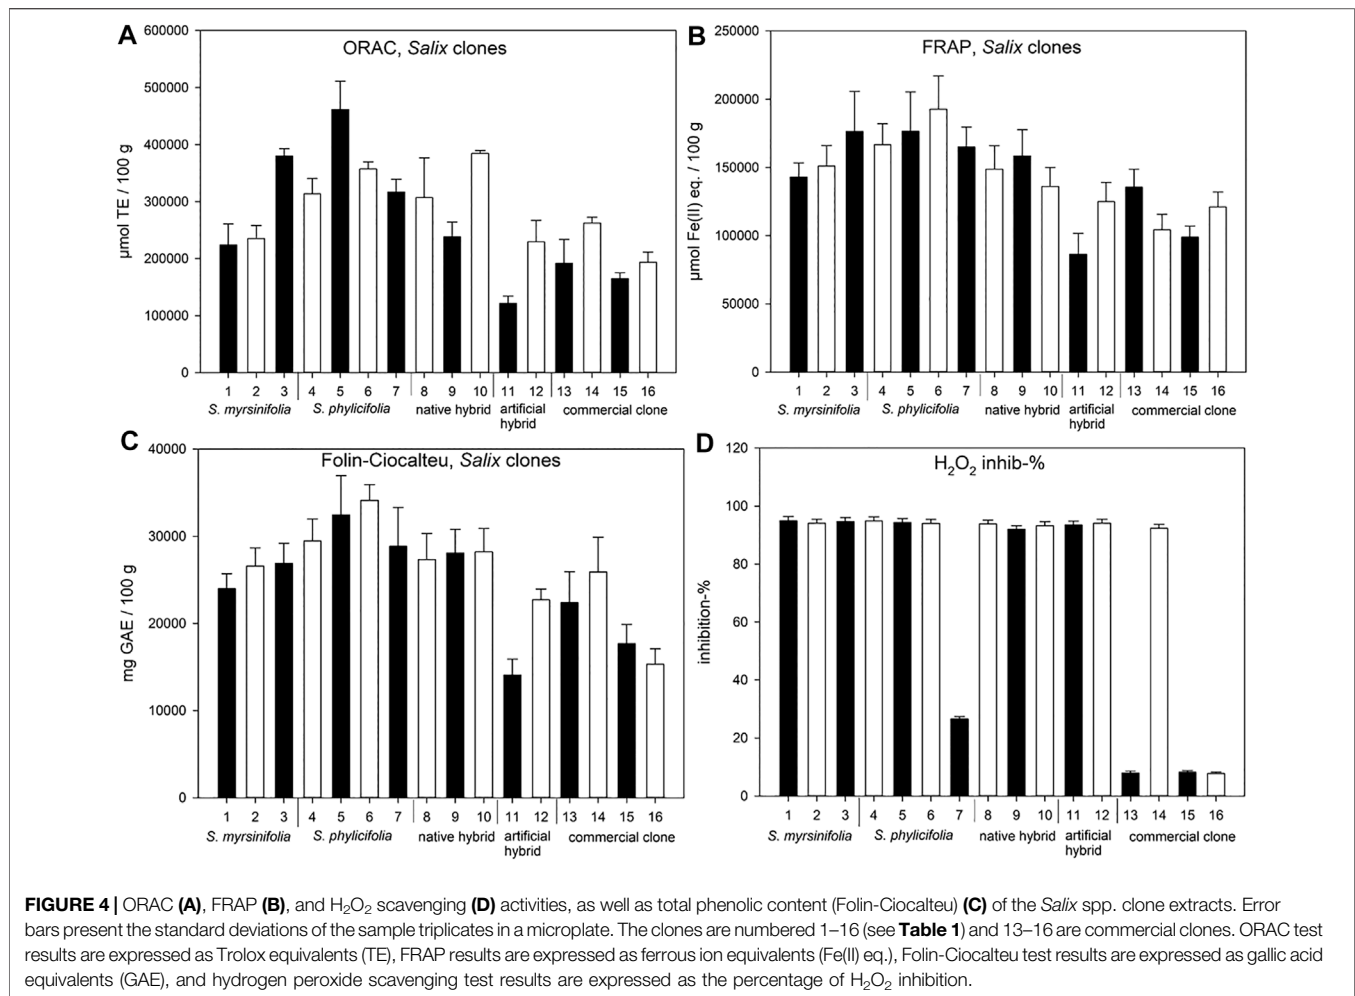 A
ORAC, Salix clones
µmol TE / 100 g
600000
500000
400000
300000
200000
100000
0
1 2 3 4 5 6 7 8 9 10 11 12 13 14 15 16
S. myrsinifolia S. phylicifolia native hybrid artificial hybrid commercial clone
B
FRAP, Salix clones
µmol Fe(II) eq. / 100 g
250000
200000
150000
100000
50000
0
1 2 3 4 5 6 7 8 9 10 11 12 13 14 15 16
S. myrsinifolia S. phylicifolia native hybrid artificial hybrid commercial clone
C
Folin-Ciocalteu, Salix clones
mg GAE / 100 g
40000
30000
20000
10000
0
1 2 3 4 5 6 7 8 9 10 11 12 13 14 15 16
S. myrsinifolia S. phylicifolia native hybrid artificial hybrid commercial clone
D
H2O2 inhib-%
inhibition-%
120
100
80
60
40
20
0
1 2 3 4 5 6 7 8 9 10 11 12 13 14 15 16
S. myrsinifolia S. phylicifolia native hybrid artificial hybrid commercial clone
FIGURE 4 | ORAC (A), FRAP (B), and H2O2 scavenging (D) activities, as well as total phenolic content (Folin-Ciocalteu) (C) of the Salix spp. clone extracts. Error
bars present the standard deviations of the sample triplicates in a microplate. The clones are numbered 1–16 (see Table 1) and 13–16 are commercial clones. ORAC test
results are expressed as Trolox equivalents (TE), FRAP results are expressed as ferrous ion equivalents (Fe(II) eq.), Folin-Ciocalteu test results are expressed as gallic acid
equivalents (GAE), and hydrogen peroxide scavenging test results are expressed as the percentage of H2O2 inhibition.